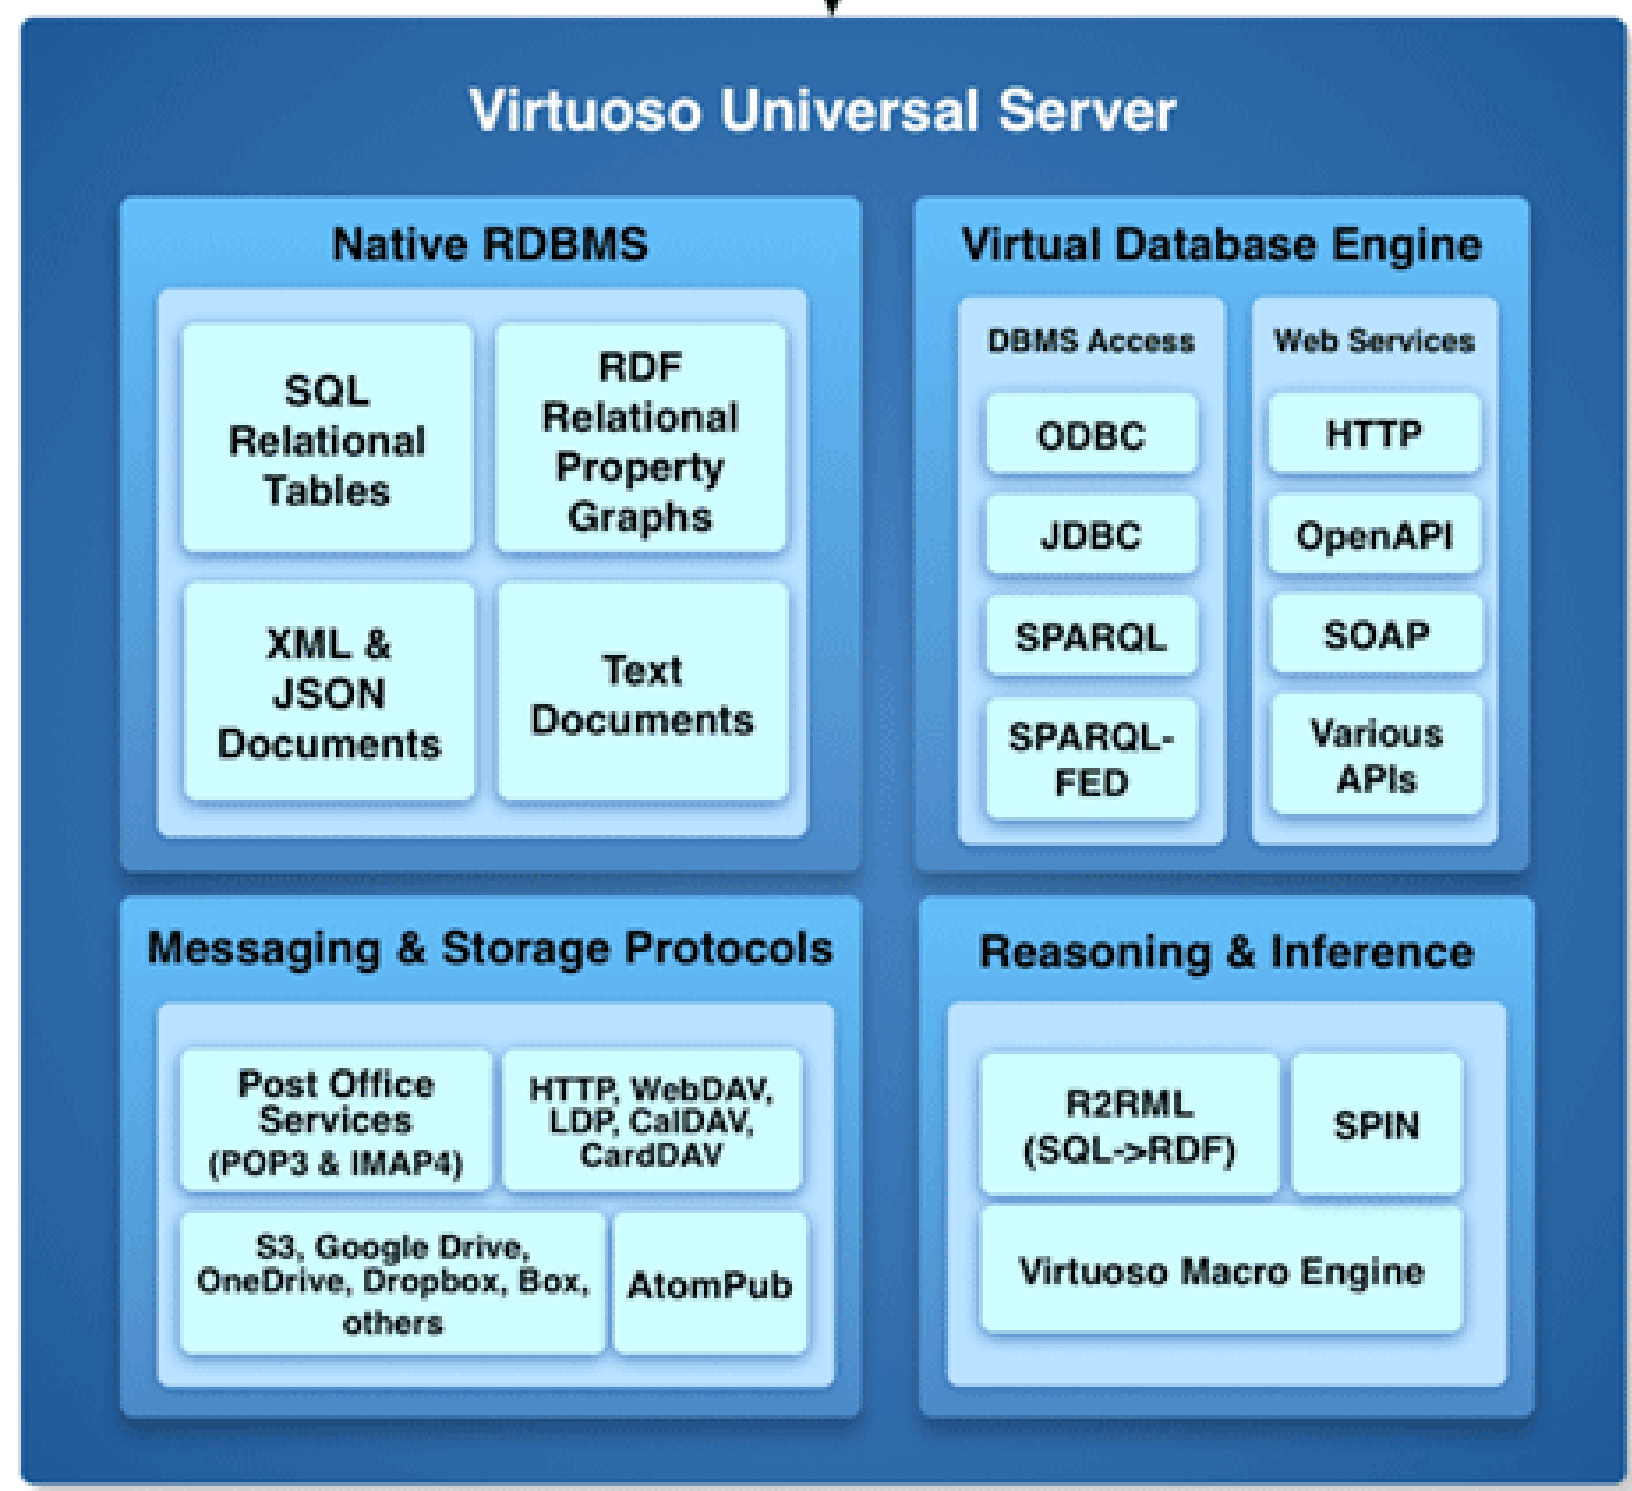 Virtuoso Universal Server
Native RDBMS
SQL
Relational
Tables
RDF
Relational
Property
Graphs
XML &
JSON
Documents
Text
Documents
Virtual Database Engine
DBMS Access
ODBC
JDBC
SPARQL
SPARQL-
FED
Web Services
HTTP
OpenAPI
SOAP
Various
APIs
Messaging & Storage Protocols
Post Office
Services
(POP3 & IMAP4)
HTTP, WebDAV,
LDP, CalDAV,
CardDAV
S3, Google Drive,
OneDrive, Dropbox, Box,
others
AtomPub
Reasoning & Inference
R2RML
(SQL->RDF)
SPIN
Virtuoso Macro Engine